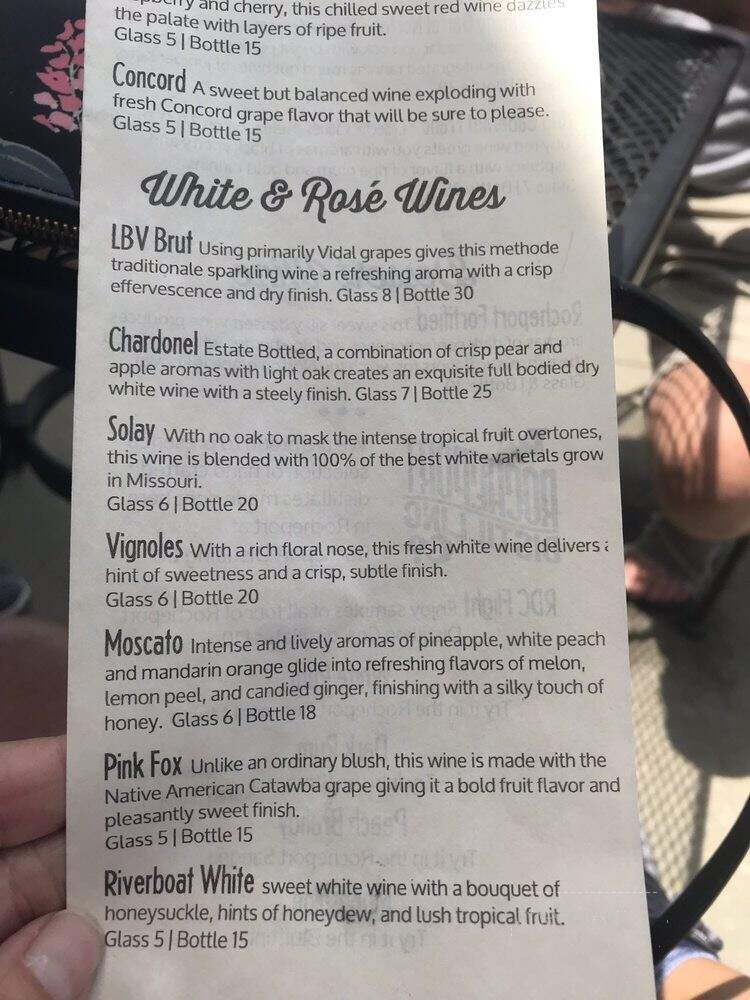 and cherry, this chilled sweet red wine dazzles
the palate with layers of ripe fruit.
Glass 5 | Bottle 15
Concord A sweet but balanced wine exploding with
fresh Concord grape flavor that will be sure to please.
Glass 5 | Bottle 15
White & Rosé Wines
LBV Brut Using primarily Vidal grapes gives this methode
traditionale sparkling wine a refreshing aroma with a crisp
effervescence and dry finish. Glass 8 | Bottle 30
Chardonel Estate Bottled, a combination of crisp pear and
apple aromas with light oak creates an exquisite full bodied dry
white wine with a steely finish. Glass 7 | Bottle 25
Solay With no oak to mask the intense tropical fruit overtones,
this wine is blended with 100% of the best white varietals grow
in Missouri.
Glass 6 | Bottle 20
Vignoles With a rich floral nose, this fresh white wine delivers a
hint of sweetness and a crisp, subtle finish.
Glass 6 | Bottle 20
Moscato Intense and lively aromas of pineapple, white peach
and mandarin orange glide into refreshing flavors of melon,
lemon peel, and candied ginger, finishing with a silky touch of
honey. Glass 6 | Bottle 18
Pink Fox Unlike an ordinary blush, this wine is made with the
Native American Catawba grape giving it a bold fruit flavor and
pleasantly sweet finish.
Glass 5 | Bottle 15
Riverboat White sweet white wine with a bouquet of
honeysuckle, hints of honeydew, and lush tropical fruit.
Glass 5 | Bottle 15